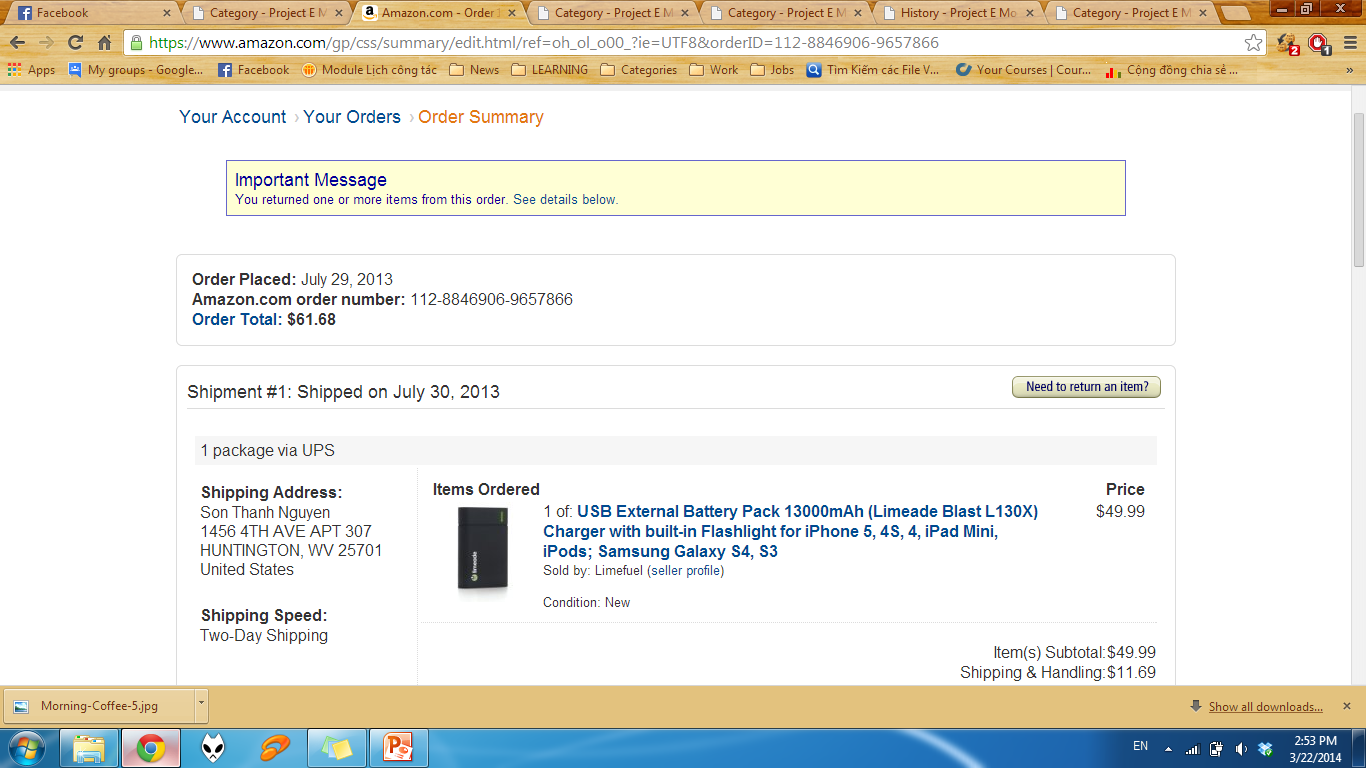 Facebook
Category - Project E M
Amazon.com - Order
Category - Project E M
Category - Project E M
History - Project E Mo
Category - Project E M
https://www.amazon.com/gp/css/summary/edit.html/ref=oh_ol_o00_?ie=UTF8&orderID=112-8846906-9657866
2
1
Apps
My groups - Google...
Facebook
Module Lịch công tác
News
LEARNING
Categories
Work
Jobs
Tìm Kiếm các File V...
Your Courses | Cour...
Cộng đồng chia sẻ ...
»
Your Account › Your Orders › Order Summary
Important Message
You returned one or more items from this order. See details below.
Order Placed: July 29, 2013
Amazon.com order number: 112-8846906-9657866
Order Total: $61.68
Shipment #1: Shipped on July 30, 2013
Need to return an item?
1 package via UPS
Shipping Address:
Son Thanh Nguyen
1456 4TH AVE APT 307
HUNTINGTON, WV 25701
United States
Shipping Speed:
Two-Day Shipping
Items Ordered
Price
limeade
1 of: USB External Battery Pack 13000mAh (Limeade Blast L130X)
$49.99
Charger with built-in Flashlight for iPhone 5, 4S, 4, iPad Mini,
iPods; Samsung Galaxy S4, S3
Sold by: Limefuel (seller profile)
Condition: New
Item(s) Subtotal:$49.99
Shipping & Handling:$11.69
Morning-Coffee-5.jpg
Show all downloads...
EN
2:53 PM
3/22/2014